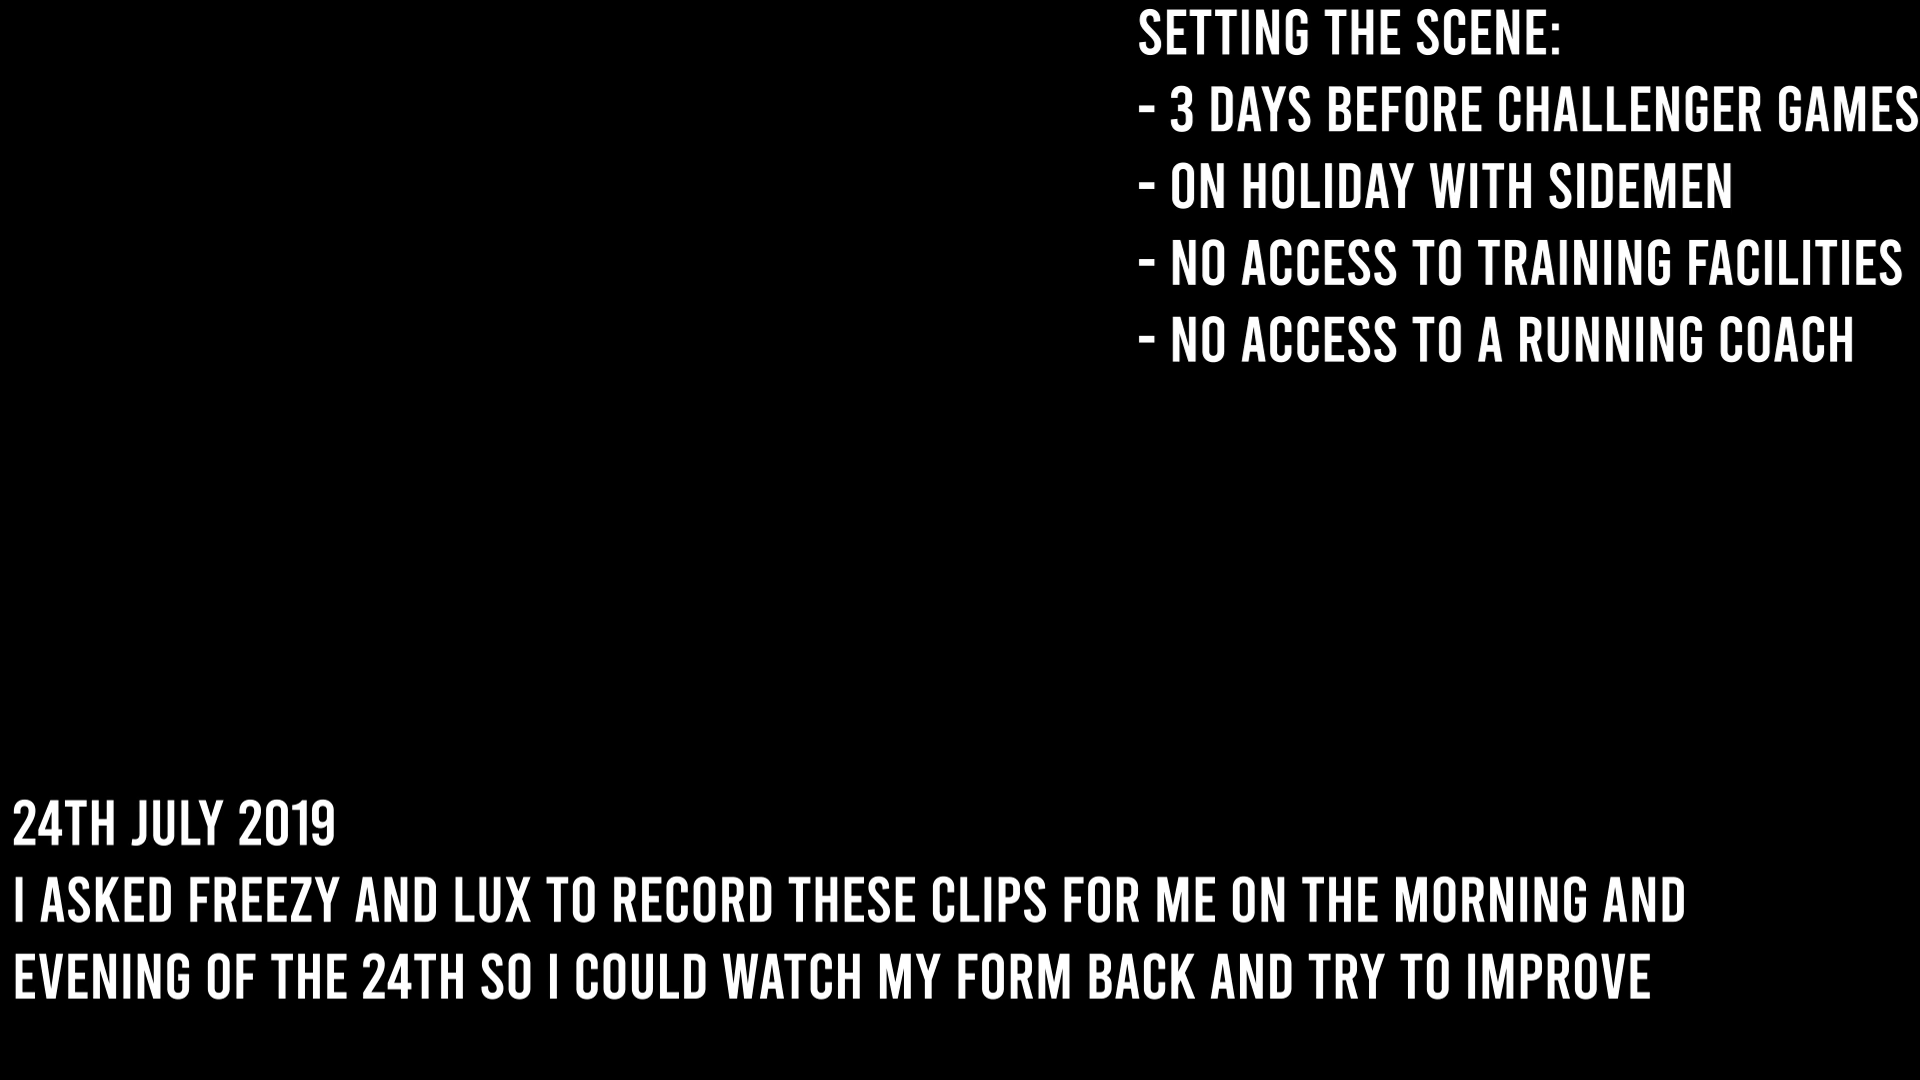 SETTING THE SCENE:
- 3 DAYS BEFORE CHALLENGER GAMES
- ON HOLIDAY WITH SIDEMEN
- NO ACCESS TO TRAINING FACILITIES
- NO ACCESS TO A RUNNING COACH
24TH JULY 2019
I ASKED FREEZY AND LUX TO RECORD THESE CLIPS FOR ME ON THE MORNING AND
EVENING OF THE 24TH SO I COULD WATCH MY FORM BACK AND TRY TO IMPROVE